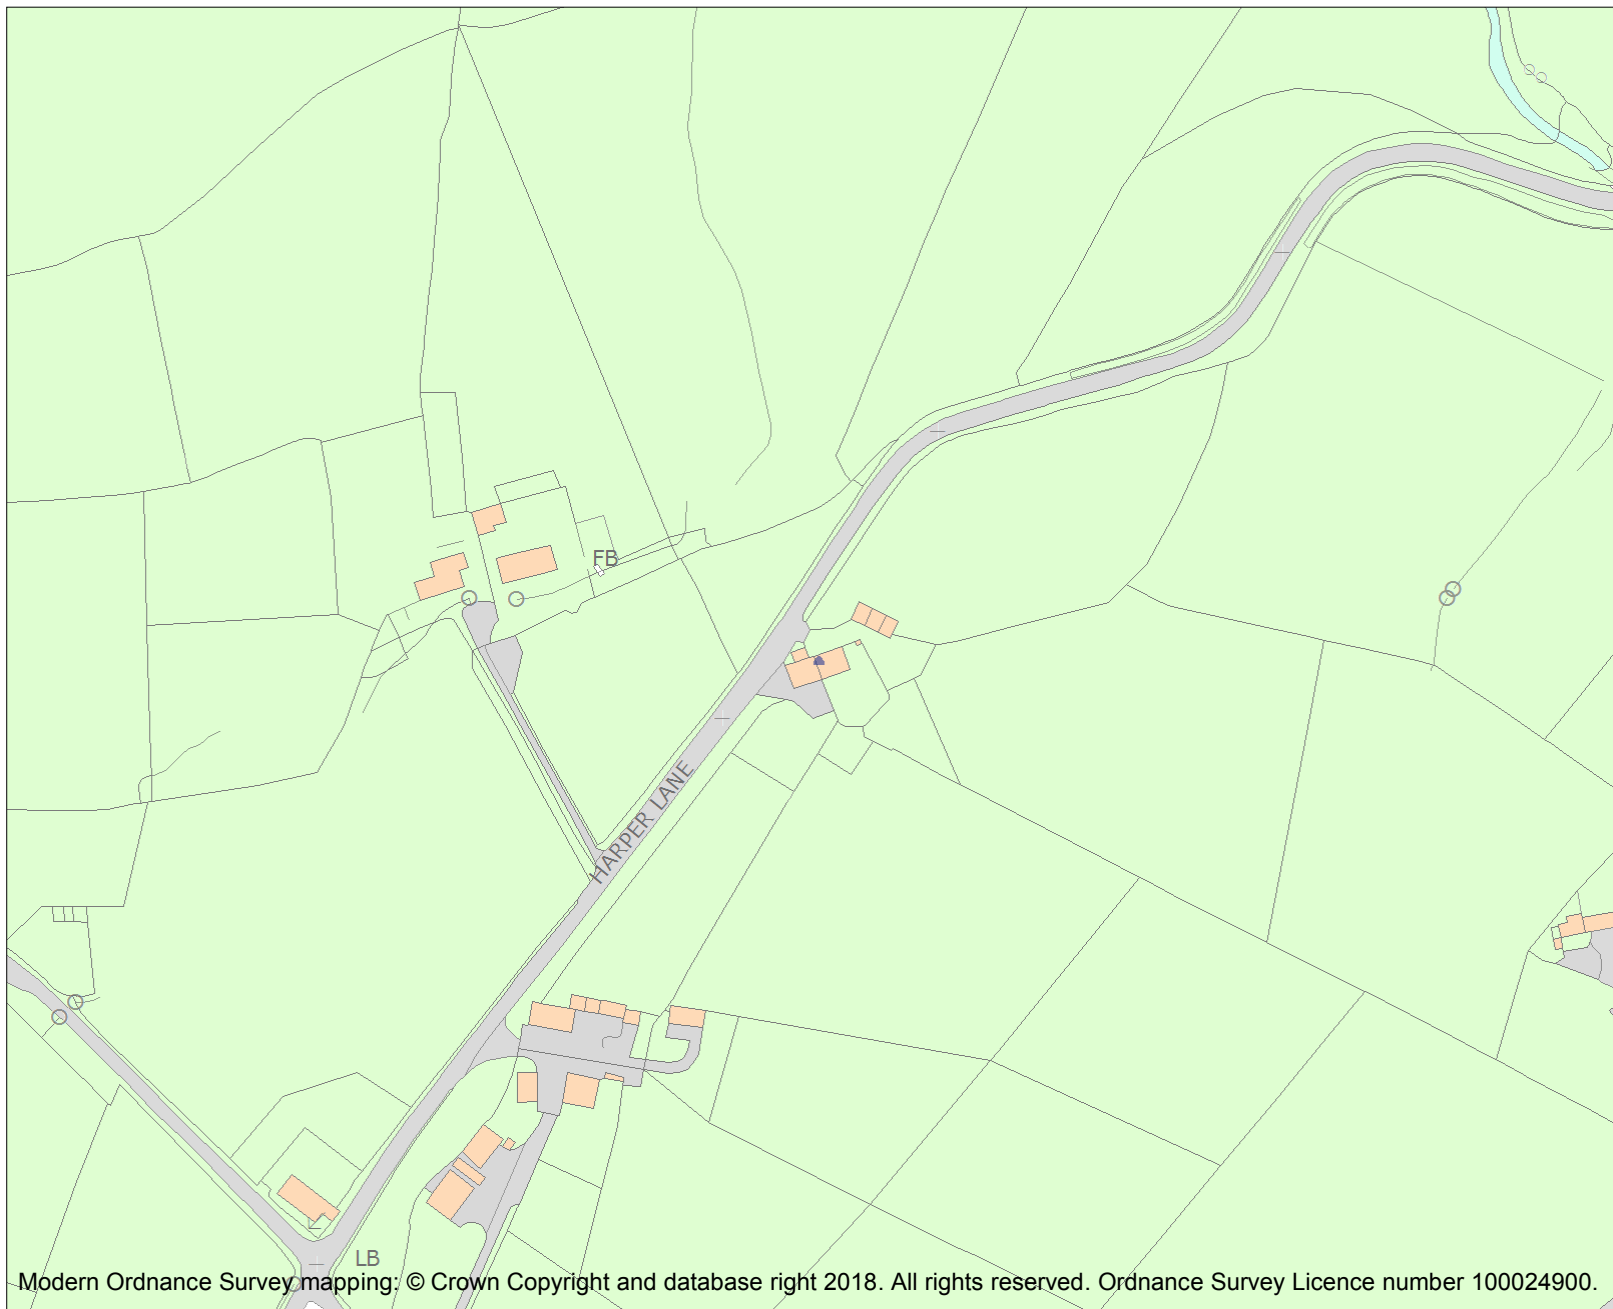 FB
HARPER LANE
LB
Modern Ordnance Survey mapping: © Crown Copyright and database right 2018. All rights reserved. Ordnance Survey Licence number 100024900.